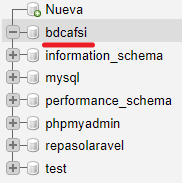 Nueva
bdcafsi
information_schema
mysql
performance_schema
phpmyadmin
repasolaravel
test